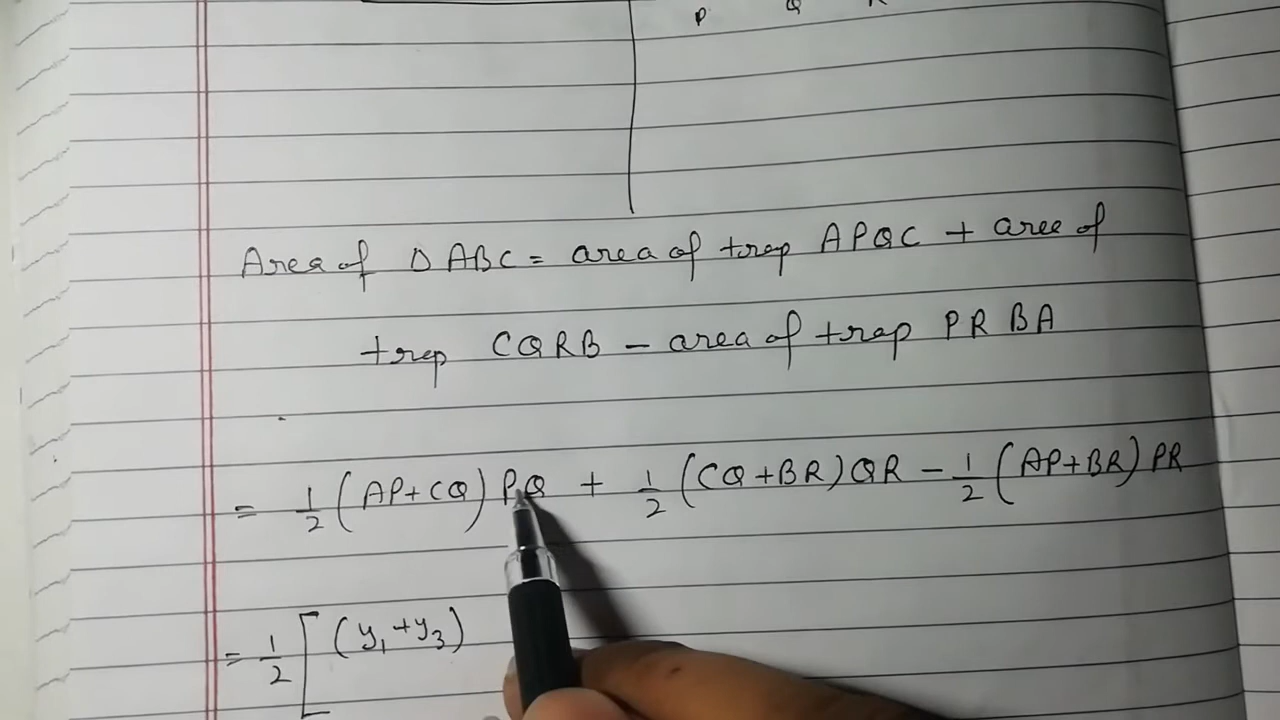 P Q R
Area of Δ ABC = area of trap APQC + area of
trap CQRB - area of trap PRBA
= 1/2 (AP+CQ) PQ + 1/2 (CQ+BR) QR - 1/2 (AP+BR) PR
= 1/2 [ (y₁+y₃)